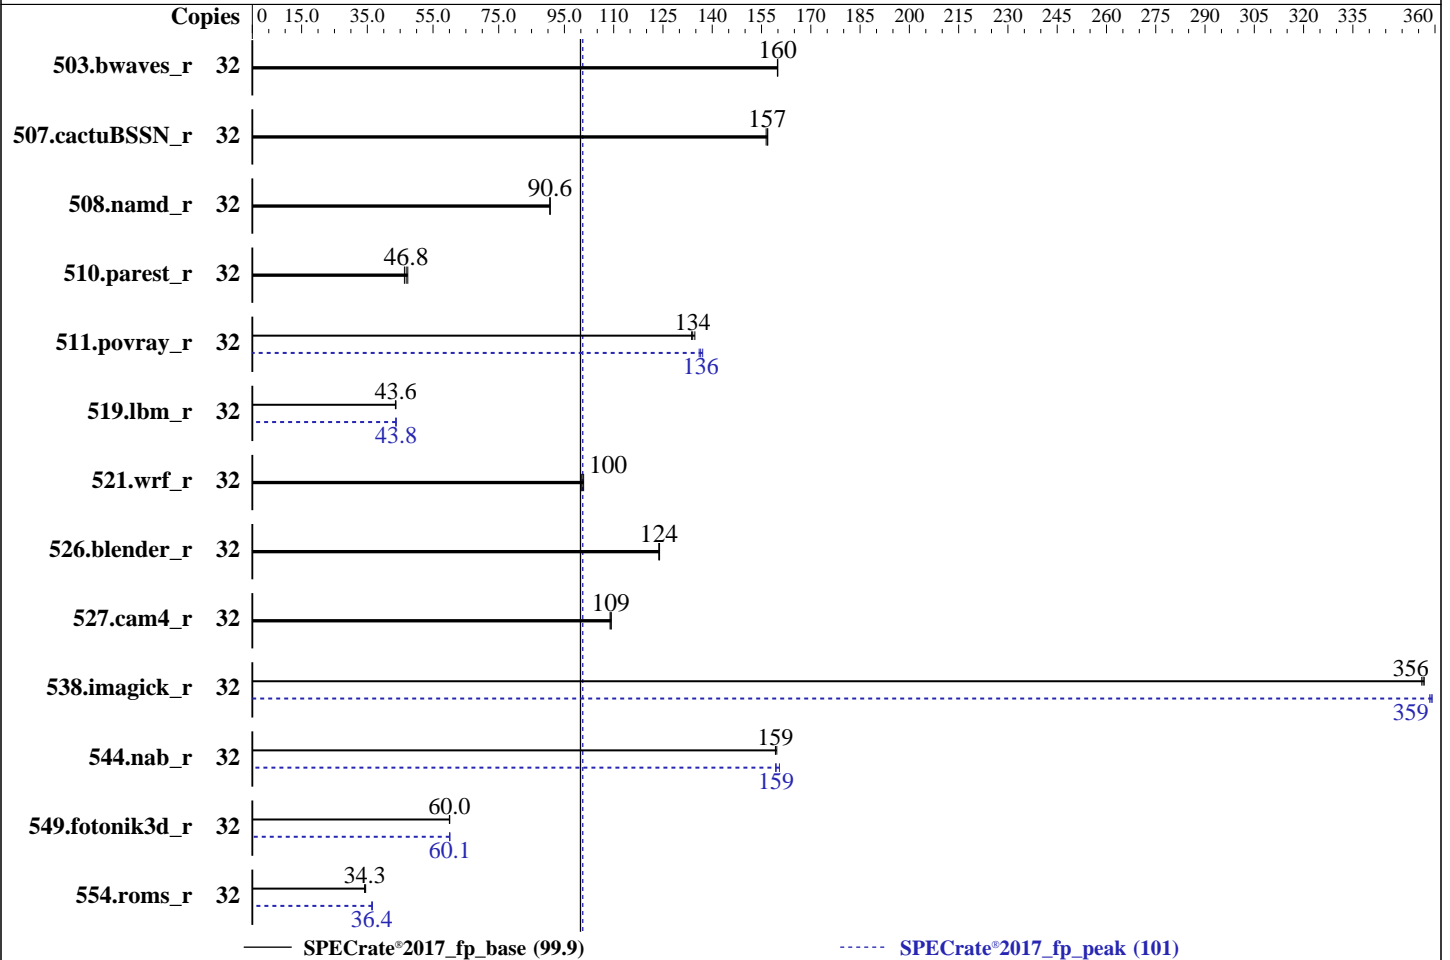 Copies 0 15.0 35.0 55.0 75.0 95.0 110 125 140 155 170 185 200 215 230 245 260 275 290 305 320 335 360
160
503.bwaves_r 32
157
507.cactuBSSN_r 32
90.6
508.namd_r 32
46.8
510.parest_r 32
134
511.povray_r 32
136
43.6
519.lbm_r 32
43.8
100
521.wrf_r 32
124
526.blender_r 32
109
527.cam4_r 32
356
538.imagick_r 32
359
159
544.nab_r 32
159
60.0
549.fotonik3d_r 32
60.1
34.3
554.roms_r 32
36.4
SPECrate®2017_fp_base (99.9) SPECrate®2017_fp_peak (101)